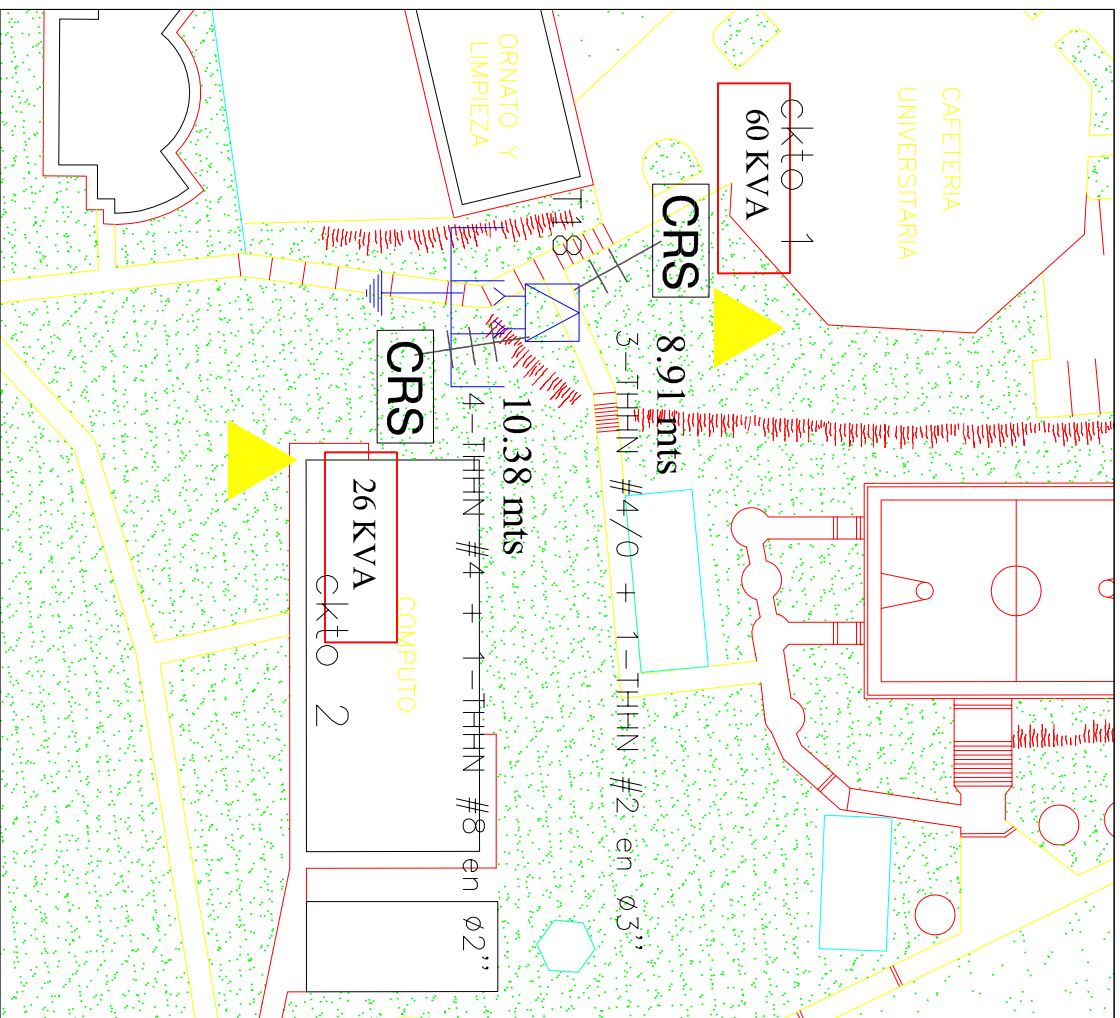 CAFETERIA
UNIVERSITARIA
ckto 1
60 KVA
CRS
8.91 mts
3-THHN #4/0 + 1-THHN #2 en ø3''
T18
ORNATO Y
LIMPIEZA
10.38 mts
4-THHN #4 + 1-THHN #8 en ø2''
CRS
COMPUTO
26 KVA
ckto 2